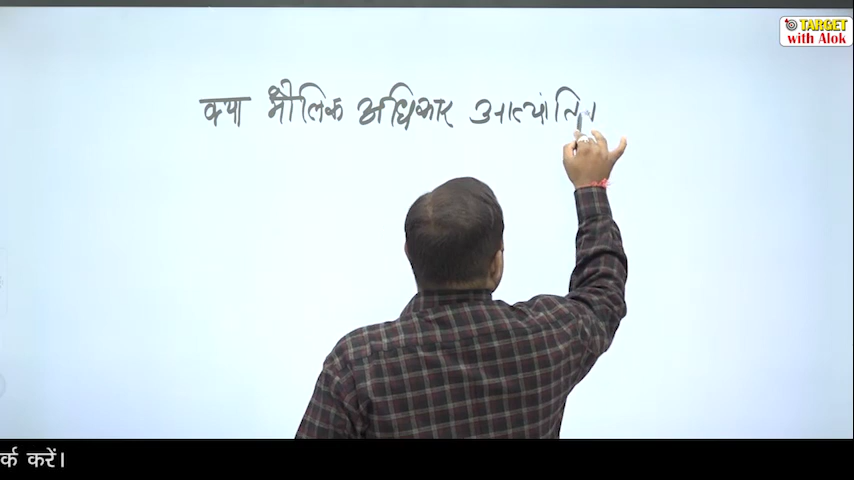 TARGET
with Alok
क्या मौलिक अधिकार आत्यांति
र्क करें।